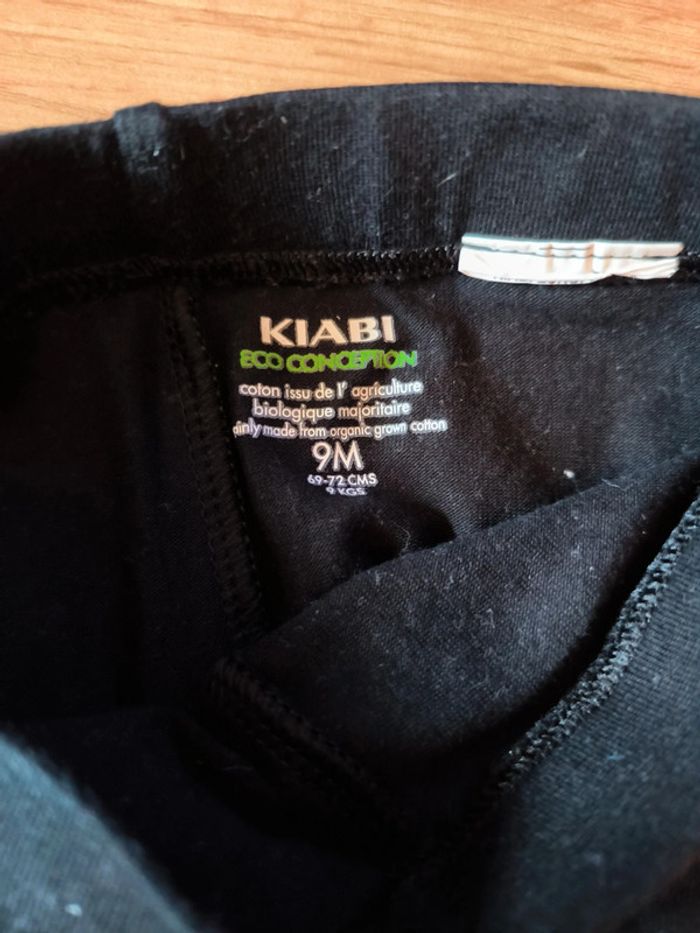 KIABI
ECO CONCEPTION
coton issu de l' agriculture
biologique majoritaire
ainly made from organic grown cotton
9M
69-72 CMS
9 KGS